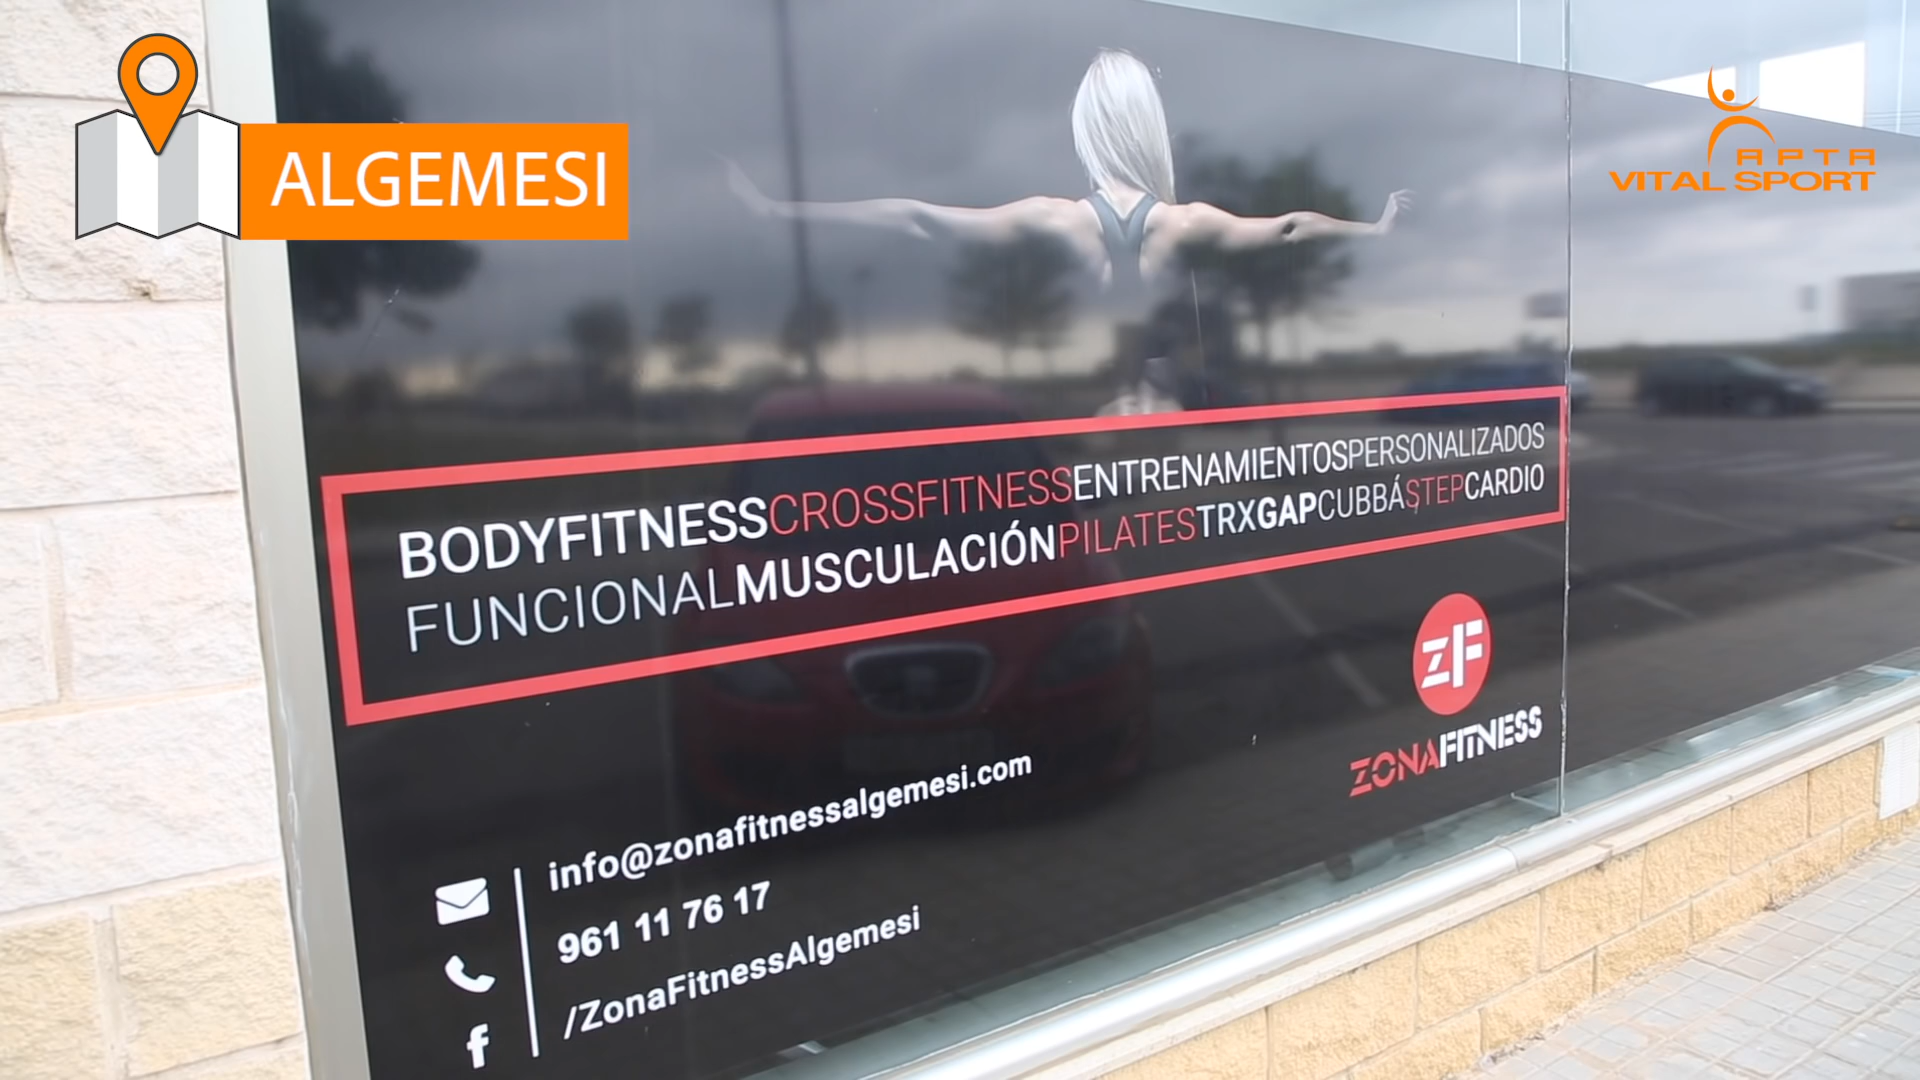 ALGEMESI
APTA
VITAL SPORT
BODYFITNESSCROSSFITNESSENTRENAMIENTOSPERSONALIZADOS
FUNCIONALMUSCULACIÓNPILATESTRXGAPCUBBÁSTEPCARDIO
ZF
ZONAFITNESS
info@zonafitnessalgemesi.com
961 11 76 17
/ZonaFitnessAlgemesi